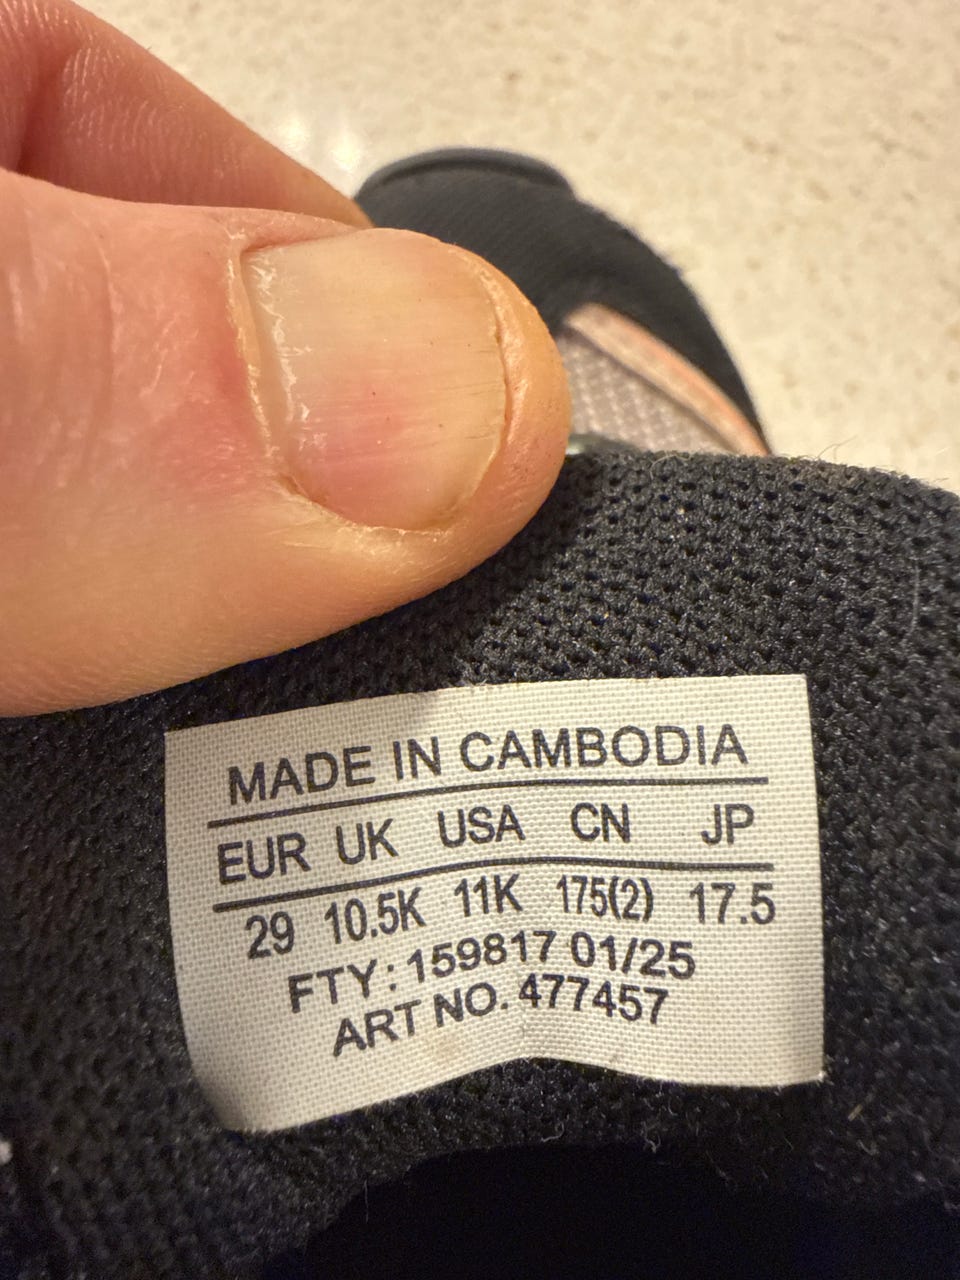 MADE IN CAMBODIA
EUR UK USA CN JP
29 10.5K 11K 175(2) 17.5
FTY: 159817 01/25
ART NO. 477457